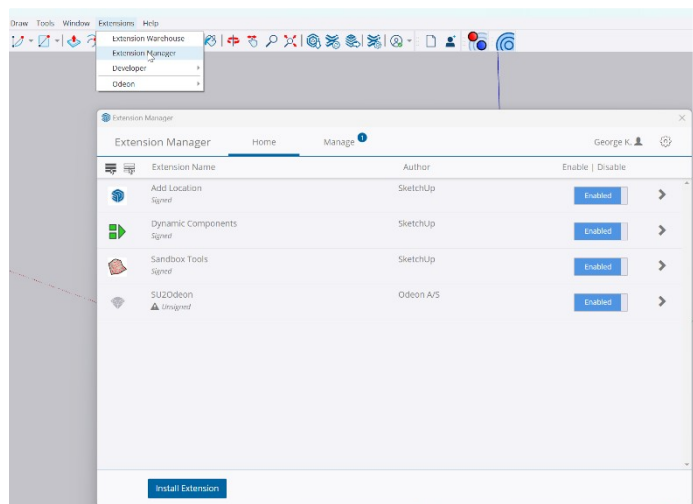 Draw Tools Window Extensions Help
Extension Warehouse
Extension Manager
Developer
Odeon
Extension Manager
Extension Manager Home Manage 1 George K.
Extension Name Author Enable | Disable
Add Location SketchUp Enabled
Signed
Dynamic Components SketchUp Enabled
Signed
Sandbox Tools SketchUp Enabled
Signed
SU2Odeon Odeon A/S Enabled
Unsigned
Install Extension